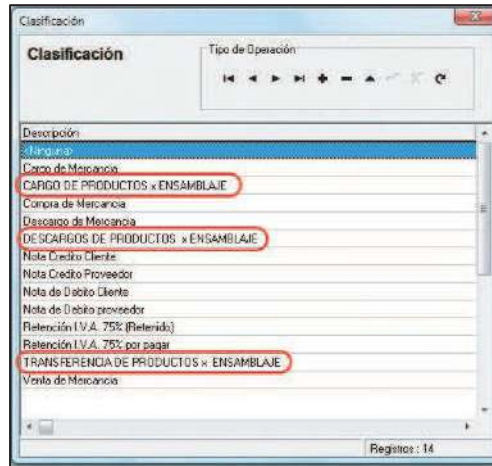 Clasificación
Clasificación
Tipo de Operación
Descripción
<Ninguna>
Cargo de Mercancia
CARGO DE PRODUCTOS x ENSAMBLAJE
Compra de Mercancia
Descargo de Mercancia
DESCARGOS DE PRODUCTOS x ENSAMBLAJE
Nota Credito Cliente
Nota Credito Proveedor
Nota de Debito Cliente
Nota de Debito proveedor
Retención I.V.A. 75% (Retenido)
Retención I.V.A. 75% por pagar
TRANSFERENCIA DE PRODUCTOS x ENSAMBLAJE
Venta de Mercancia
Registros : 14